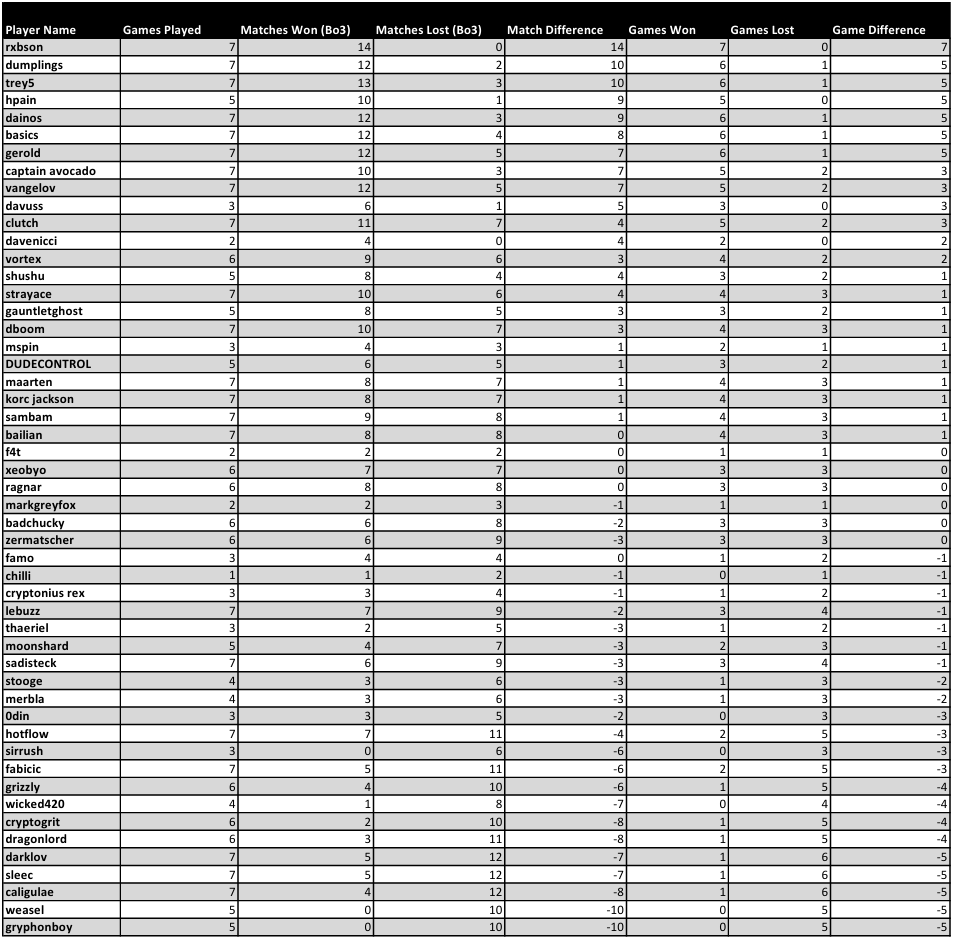 Player Name Games Played Matches Won (Bo3) Matches Lost (Bo3) Match Difference Games Won Games Lost Game Difference
rxbson 7 14 0 14 7 0 7
dumplings 7 12 2 10 6 1 5
trey5 7 13 3 10 6 1 5
hpain 5 10 1 9 5 0 5
dainos 7 12 3 9 6 1 5
basics 7 12 4 8 6 1 5
gerold 7 12 5 7 6 1 5
captain avocado 7 10 3 7 5 2 3
vangelov 7 12 5 7 5 2 3
davuss 3 6 1 5 3 0 3
clutch 7 11 7 4 5 2 3
davenicci 2 4 0 4 2 0 2
vortex 6 9 6 3 4 2 2
shushu 5 8 4 4 3 2 1
strayace 7 10 6 4 4 3 1
gauntletghost 5 8 5 3 3 2 1
dboom 7 10 7 3 4 3 1
mspin 3 4 3 1 2 1 1
DUDECONTROL 5 6 5 1 3 2 1
maarten 7 8 7 1 4 3 1
korc jackson 7 8 7 1 4 3 1
sambam 7 9 8 1 4 3 1
bailian 7 8 8 0 4 3 1
f4t 2 2 2 0 1 1 0
xeobyo 6 7 7 0 3 3 0
ragnar 6 8 8 0 3 3 0
markgreyfox 2 2 3 -1 1 1 0
badchucky 6 6 8 -2 3 3 0
zermatscher 6 6 9 -3 3 3 0
famo 3 4 4 0 1 2 -1
chilli 1 1 2 -1 0 1 -1
cryptonius rex 3 3 4 -1 1 2 -1
lebuzz 7 7 9 -2 3 4 -1
thaeriel 3 2 5 -3 1 2 -1
moonshard 5 4 7 -3 2 3 -1
sadisteck 7 6 9 -3 3 4 -1
stooge 4 3 6 -3 1 3 -2
merbla 4 3 6 -3 1 3 -2
0din 3 3 5 -2 0 3 -3
hotflow 7 7 11 -4 2 5 -3
sirrush 3 0 6 -6 0 3 -3
fabicic 7 5 11 -6 2 5 -3
grizzly 6 4 10 -6 1 5 -4
wicked420 4 1 8 -7 0 4 -4
cryptogrit 6 2 10 -8 1 5 -4
dragonlord 6 3 11 -8 1 5 -4
darklov 7 5 12 -7 1 6 -5
sleec 7 5 12 -7 1 6 -5
caligulae 7 4 12 -8 1 6 -5
weasel 5 0 10 -10 0 5 -5
gryphonboy 5 0 10 -10 0 5 -5